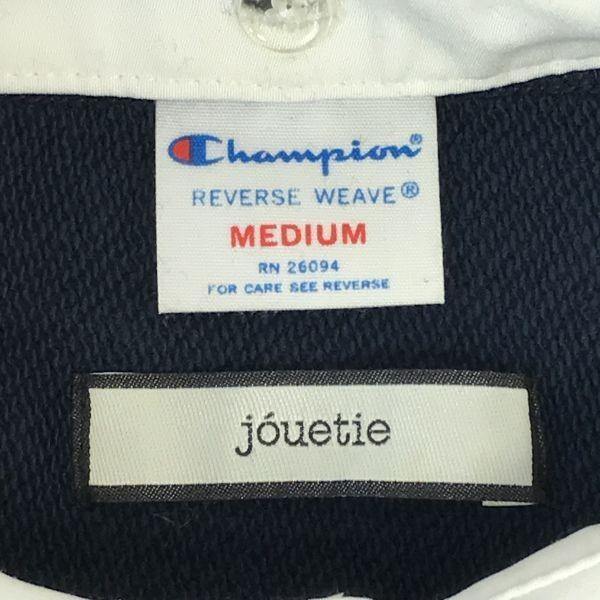 Champion®
REVERSE WEAVE®
MEDIUM
RN 26094
FOR CARE SEE REVERSE
jóuetie